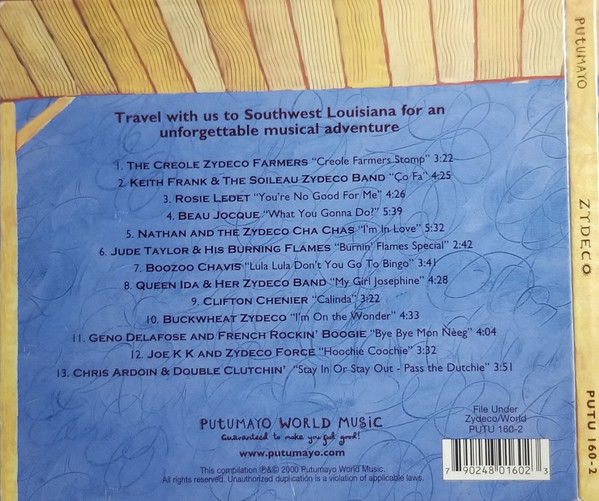 Travel with us to Southwest Louisiana for an
unforgettable musical adventure
1. THE CREOLE ZYDECO FARMERS "Creole Farmers Stomp" 3:22
2. KEITH FRANK & THE SOILEAU ZYDECO BAND "Ço Fa" 4:25
3. ROSIE LEDET "You're No Good For Me" 4:26
4. BEAU JOCQUE "What You Gonna Do?" 5:39
5. NATHAN AND THE ZYDECO CHA CHAS "I'm In Love" 5:32
6. JUDE TAYLOR & HIS BURNING FLAMES "Burnin' Flames Special" 2:42
7. BOOZOO CHAVIS "Lula Lula Don't You Go To Bingo" 3:41
8. QUEEN IDA & HER ZYDECO BAND "My Girl Josephine" 4:28
9. CLIFTON CHENIER "Calinda" 3:22
10. BUCKWHEAT ZYDECO "I'm On the Wonder" 4:33
11. GENO DELAFOSE AND FRENCH ROCKIN' BOOGIE "Bye Bye Mon Nèeg" 4:04
12. JOE K K AND ZYDECO FORCE "Hoochie Coochie" 3:32
13. CHRIS ARDOIN & DOUBLE CLUTCHIN' "Stay In Or Stay Out - Pass the Dutchie" 3:51
PUTUMAYO WORLD MUSIC
Guaranteed to make you feel good!
www.putumayo.com
This compilation ℗&© 2000 Putumayo World Music.
All rights reserved. Unauthorized duplication is a violation of applicable laws.
File Under
Zydeco/World
PUTU 160-2
7 90248 01602 3
PUTUMAYO
ZYDECO
PUTU 160-2